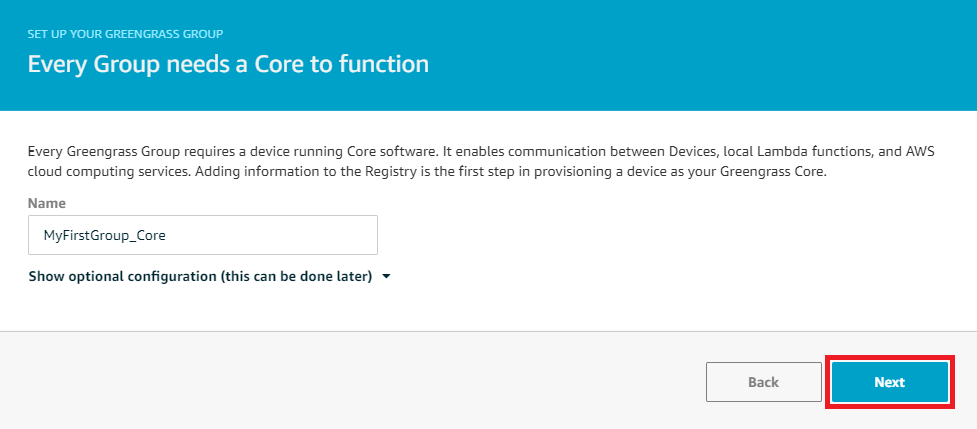 SET UP YOUR GREENGRASS GROUP
Every Group needs a Core to function
Every Greengrass Group requires a device running Core software. It enables communication between Devices, local Lambda functions, and AWS
cloud computing services. Adding information to the Registry is the first step in provisioning a device as your Greengrass Core.
Name
MyFirstGroup_Core
Show optional configuration (this can be done later)
Back
Next